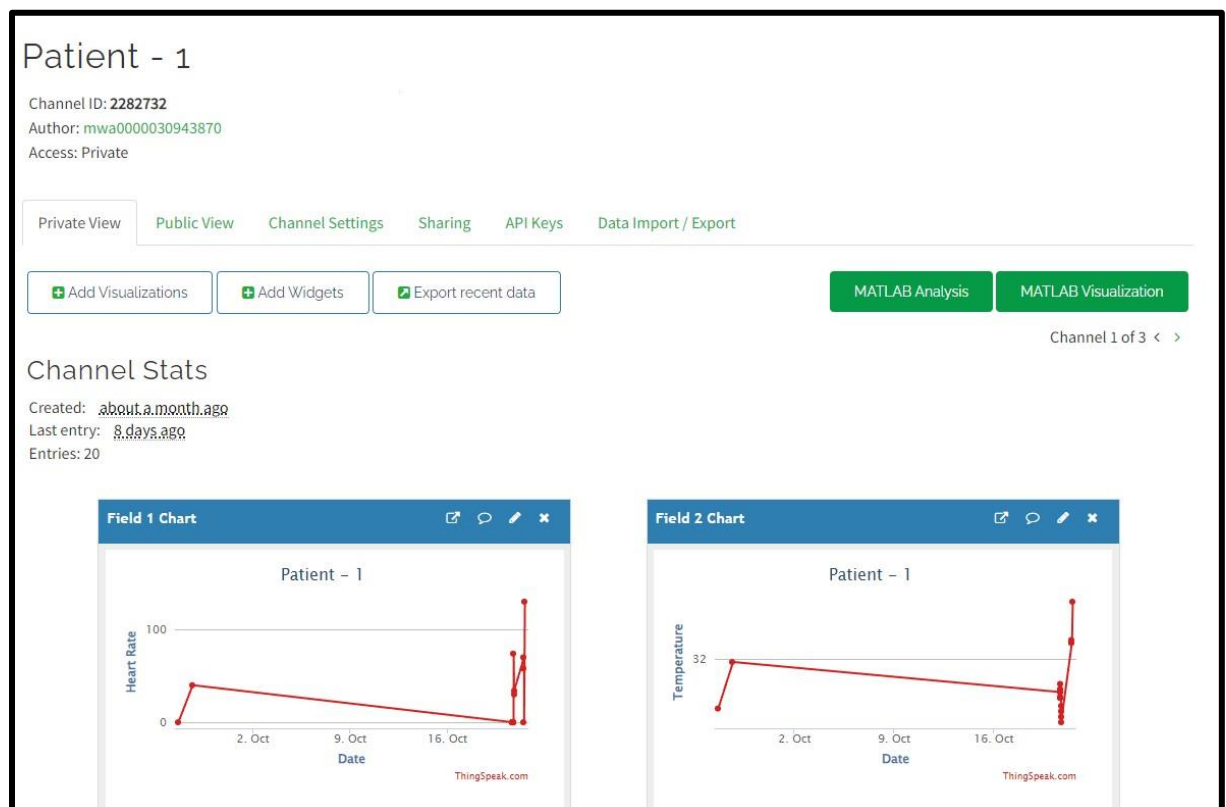 Patient - 1
Channel ID: 2282732
Author: mwa0000030943870
Access: Private
Private View Public View Channel Settings Sharing API Keys Data Import / Export
Add Visualizations Add Widgets Export recent data MATLAB Analysis MATLAB Visualization
Channel 1 of 3 < >
Channel Stats
Created: about a month ago
Last entry: 8 days ago
Entries: 20
Field 1 Chart
Patient - 1
Heart Rate
100
0
2. Oct 9. Oct 16. Oct
Date
ThingSpeak.com
Field 2 Chart
Patient - 1
Temperature
32
2. Oct 9. Oct 16. Oct
Date
ThingSpeak.com